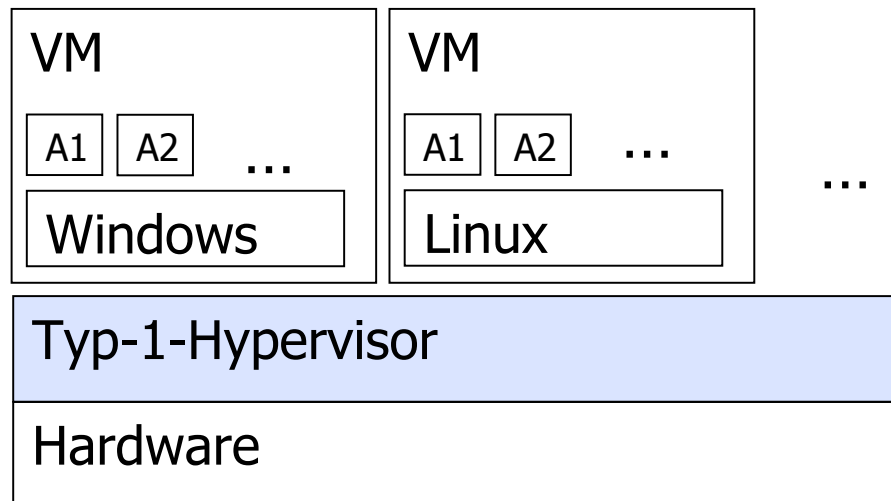 VM
A1 A2 ...
Windows
VM
A1 A2 ...
Linux
...
Typ-1-Hypervisor
Hardware